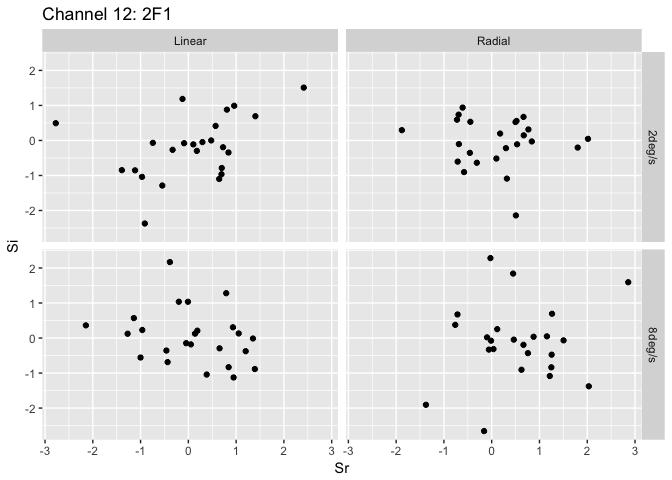 Channel 12: 2F1
Linear
Radial
2
1
0
-1
-2
2deg/s
Si
2
1
0
-1
-2
8deg/s
-3 -2 -1 0 1 2 3
-3 -2 -1 0 1 2 3
Sr